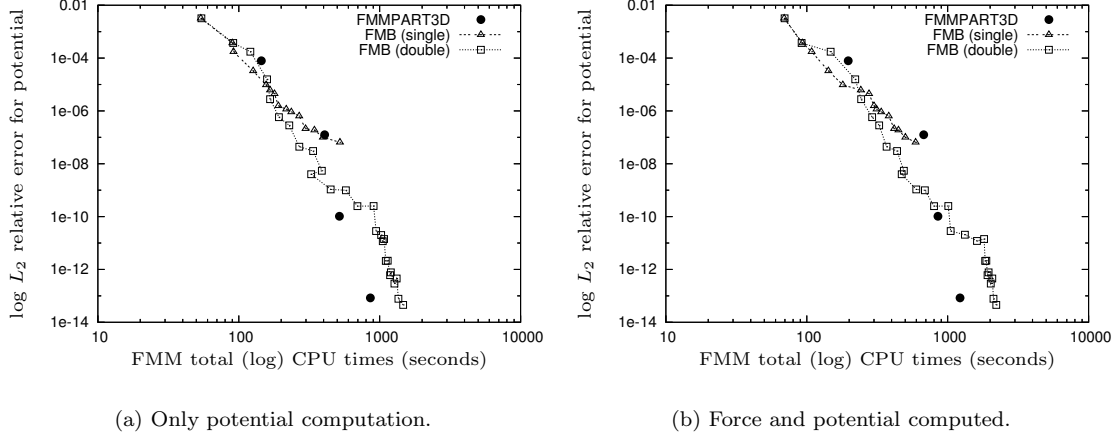 0.01
1e-04
1e-06
1e-08
1e-10
1e-12
1e-14
10
100
1000
10000
log L2 relative error for potential
FMM total (log) CPU times (seconds)
FMMPART3D
FMB (single)
FMB (double)
(a) Only potential computation.
0.01
1e-04
1e-06
1e-08
1e-10
1e-12
1e-14
10
100
1000
10000
log L2 relative error for potential
FMM total (log) CPU times (seconds)
FMMPART3D
FMB (single)
FMB (double)
(b) Force and potential computed.